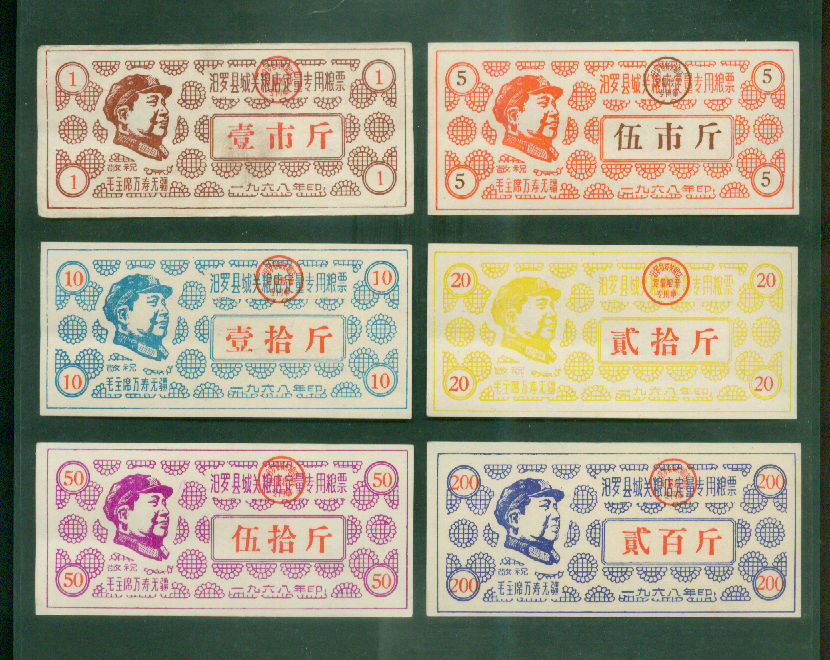 1 汨罗县城关粮店定量专用粮票 1
壹市斤
敬祝
1 毛主席万寿无疆 一九六八年印 1
5 汨罗县城关粮店定量专用粮票 5
伍市斤
敬祝
5 毛主席万寿无疆 一九六八年印 5
10 汨罗县城关粮店定量专用粮票 10
壹拾斤
敬祝
10 毛主席万寿无疆 一九六八年印 10
20 汨罗县城关粮店定量专用粮票 20
贰拾斤
敬祝
20 毛主席万寿无疆 一九六八年印 20
50 汨罗县城关粮店定量专用粮票 50
伍拾斤
敬祝
50 毛主席万寿无疆 一九六八年印 50
200 汨罗县城关粮店定量专用粮票 200
贰百斤
敬祝
200 毛主席万寿无疆 一九六八年印 200